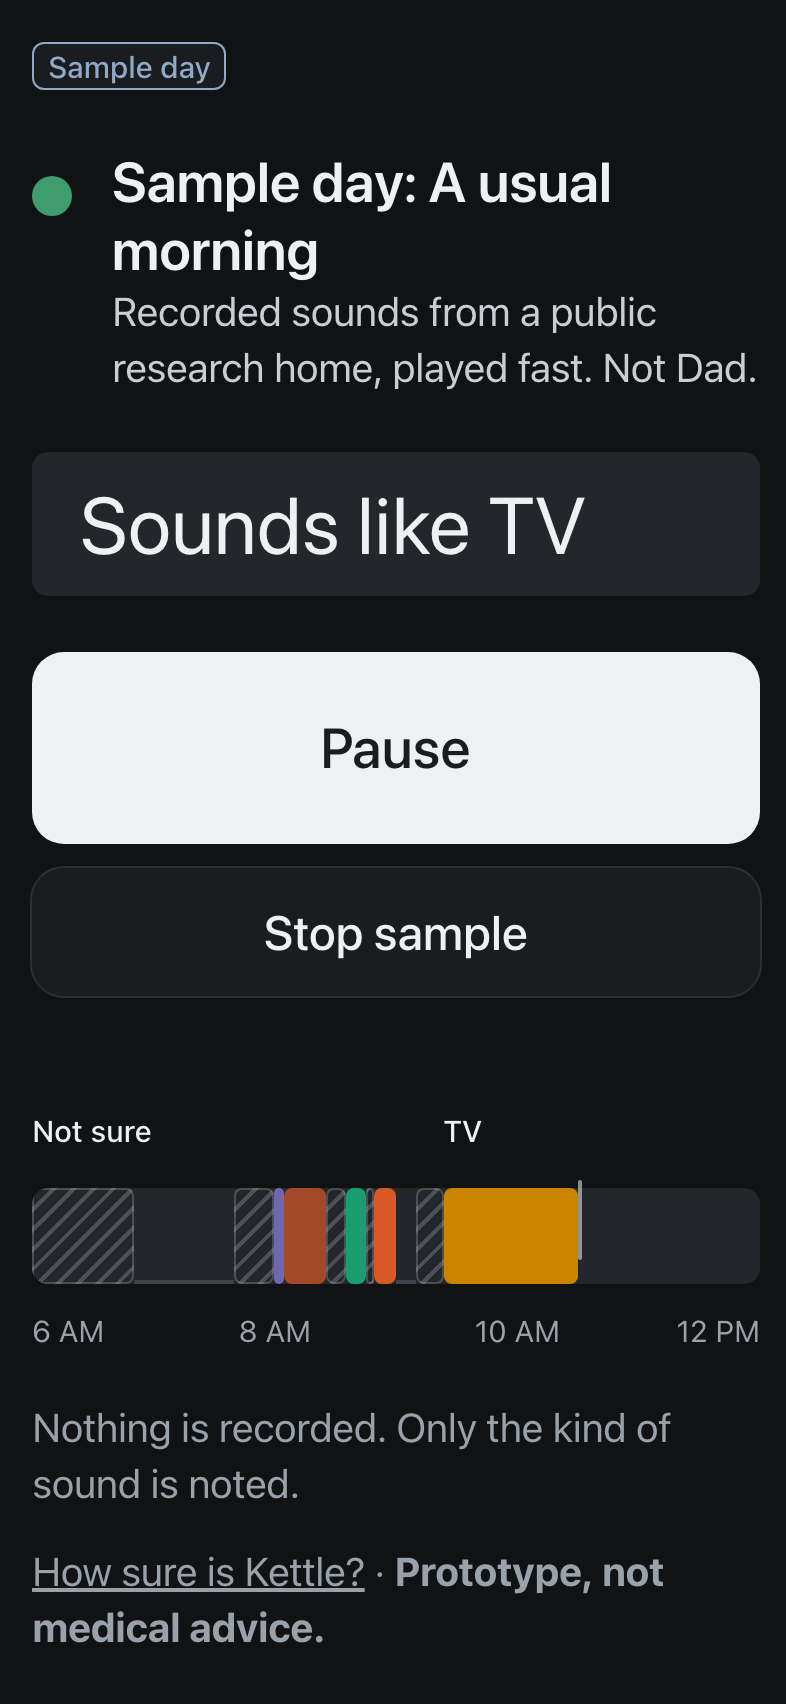 Sample day
Sample day: A usual
morning
Recorded sounds from a public
research home, played fast. Not Dad.
Sounds like TV
Pause
Stop sample
Not sure TV
6 AM 8 AM 10 AM 12 PM
Nothing is recorded. Only the kind of
sound is noted.
How sure is Kettle? · Prototype, not
medical advice.